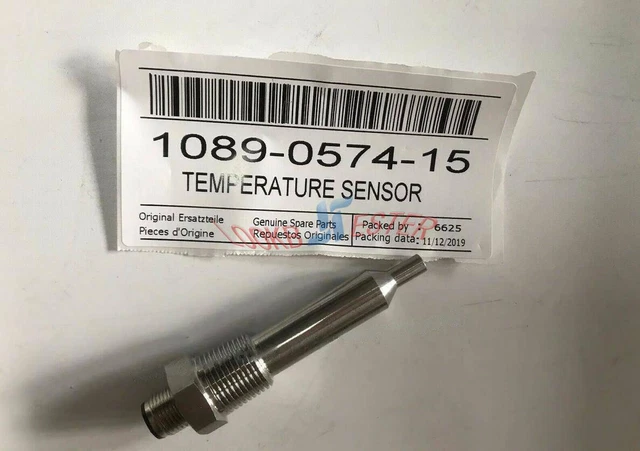 1089-0574-15
TEMPERATURE SENSOR
Original Ersatzteile Genuine Spare Parts Packed by : 6625
Pieces d'Origine Repuestos Originales Packing data: 11/12/2019